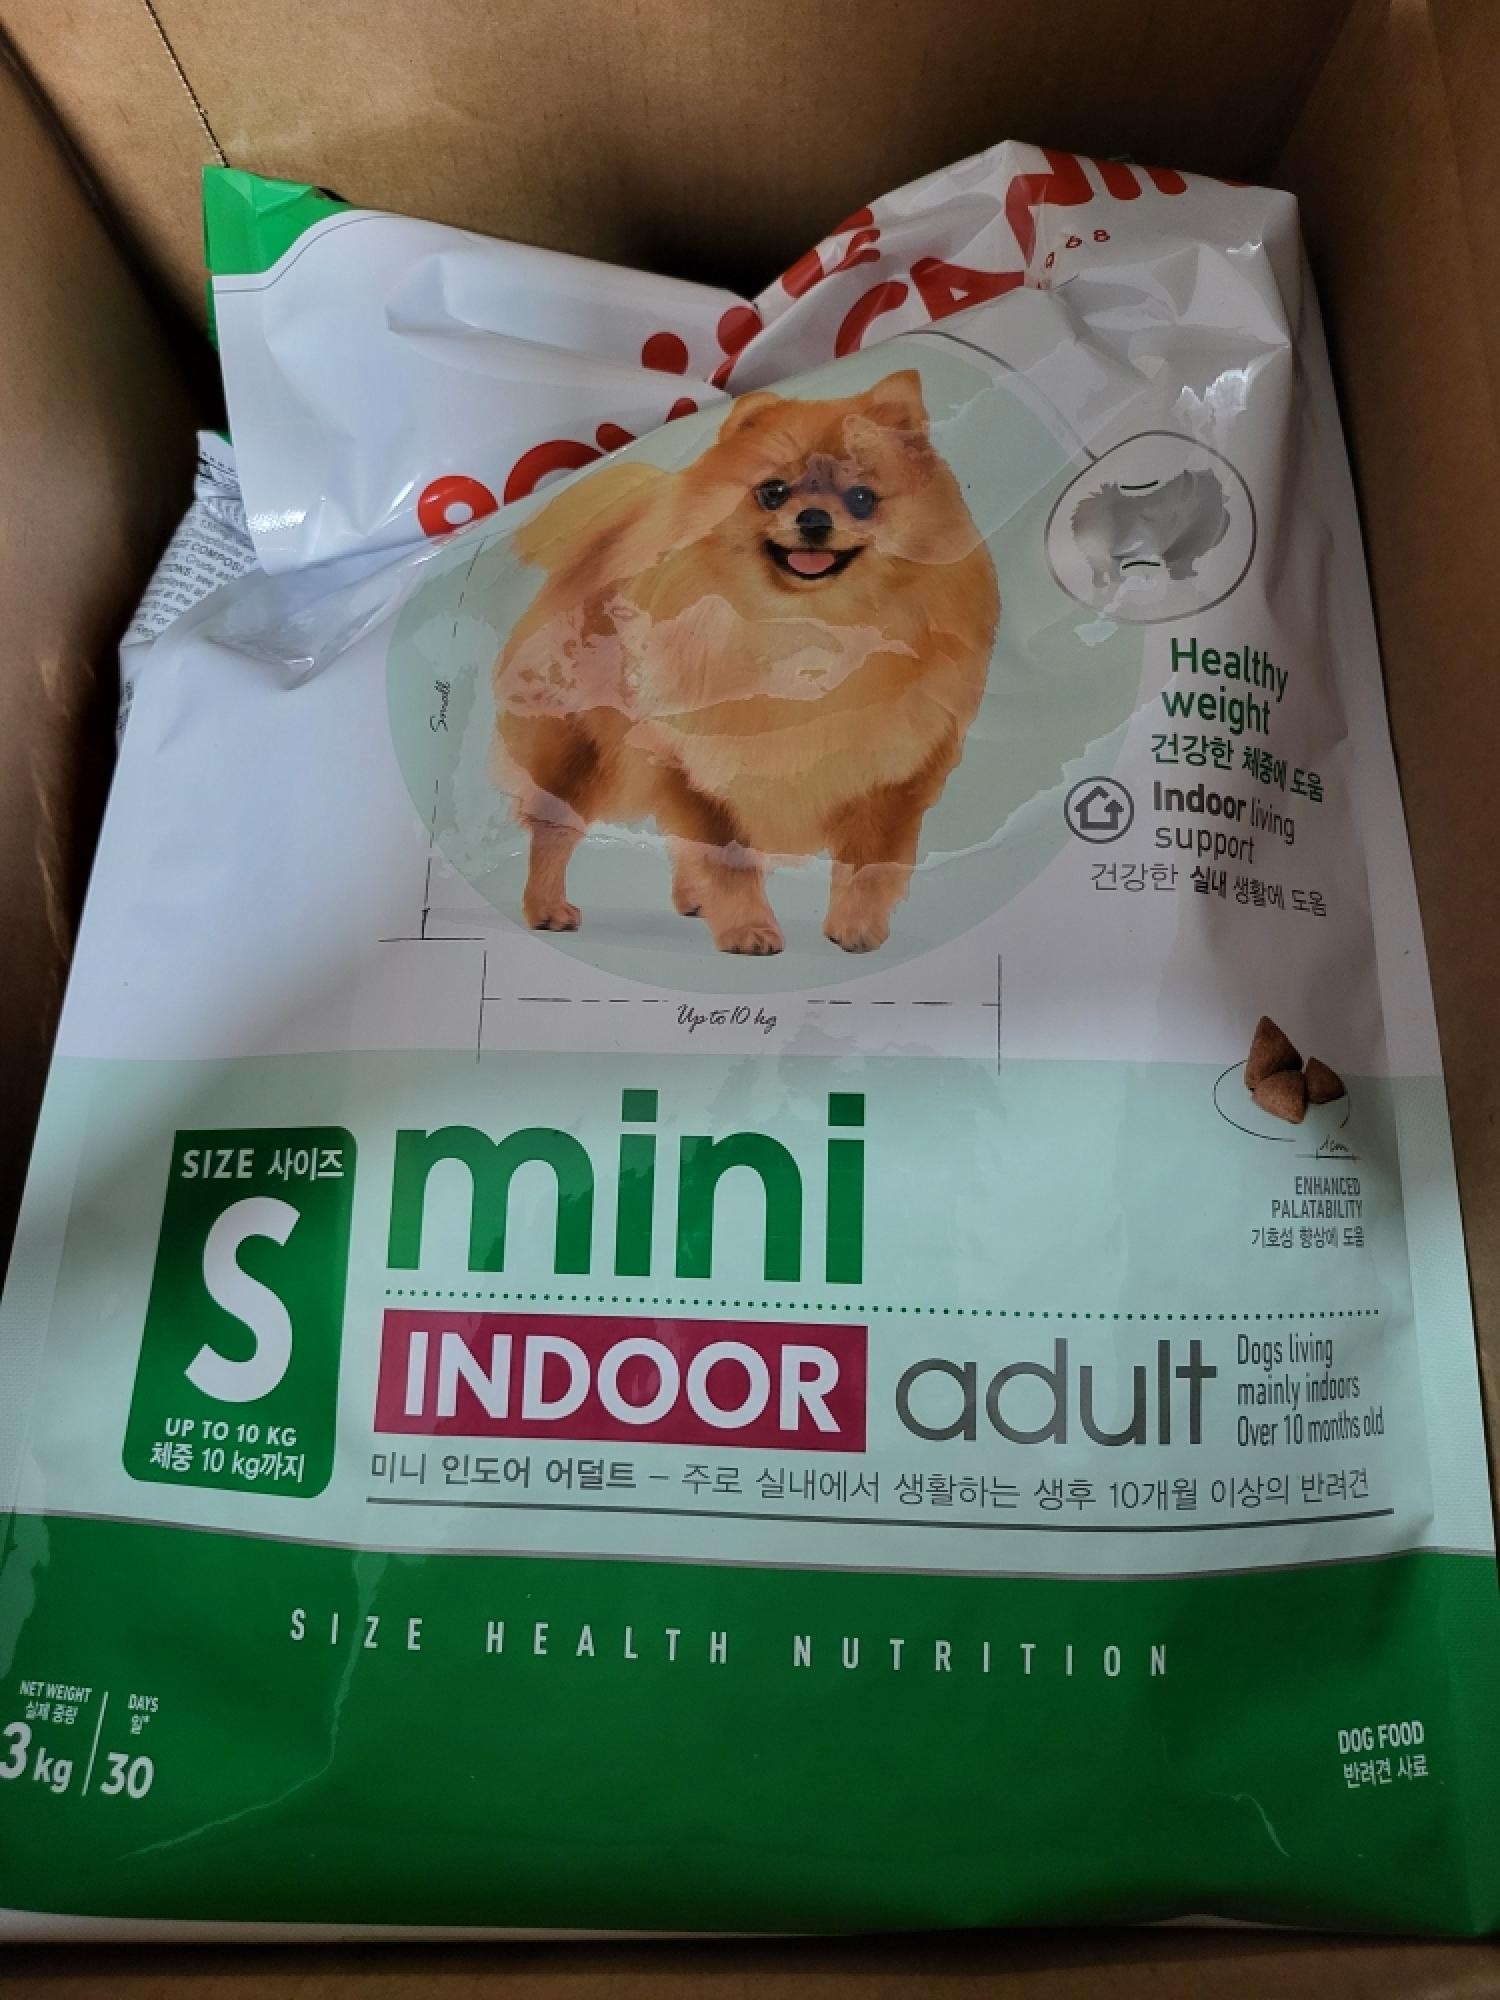 ROYAL CANIN
Small
Healthy
weight
건강한 체중에 도움
Indoor living
support
건강한 실내 생활에 도움
Up to 10 kg
1cm
ENHANCED
PALATABILITY
기호성 향상에 도움
SIZE 사이즈
S
UP TO 10 KG
체중 10 kg까지
mini
INDOOR adult
Dogs living
mainly indoors
Over 10 months old
미니 인도어 어덜트 – 주로 실내에서 생활하는 생후 10개월 이상의 반려견
SIZE HEALTH NUTRITION
NET WEIGHT
실제 중량
3 kg
DAYS
일*
30
DOG FOOD
반려견 사료